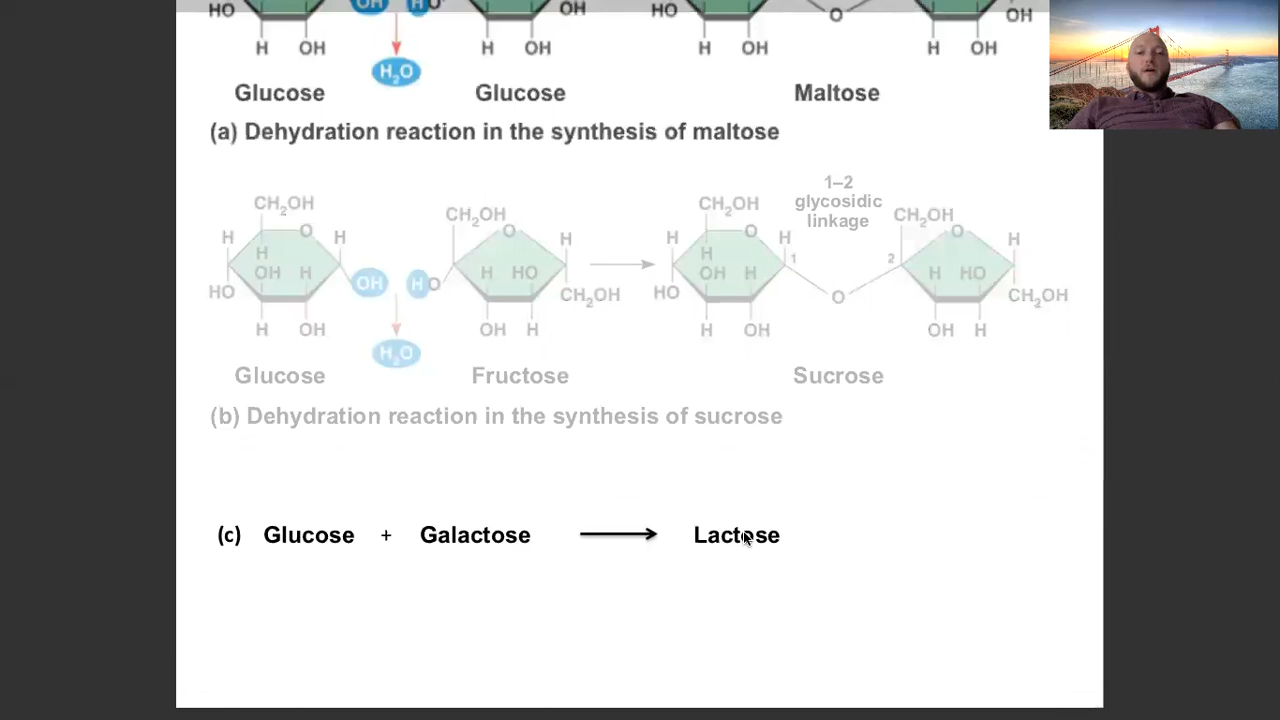 HO OH H O OH HO O OH
H OH H OH H OH H OH
H₂O
Glucose Glucose Maltose
(a) Dehydration reaction in the synthesis of maltose
1–2
glycosidic
linkage
CH₂OH CH₂OH CH₂OH CH₂OH
O O O O
H H H H H H
H H 1 2
OH H OH H HO H HO OH H H HO
HO CH₂OH HO O CH₂OH
H OH OH H H OH OH H
H₂O
Glucose Fructose Sucrose
(b) Dehydration reaction in the synthesis of sucrose
(c) Glucose + Galactose Lactose